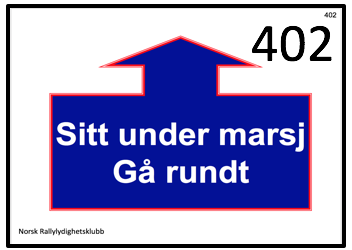 402
402
Sitt under marsj
Gå rundt
Norsk Rallylydighetsklubb